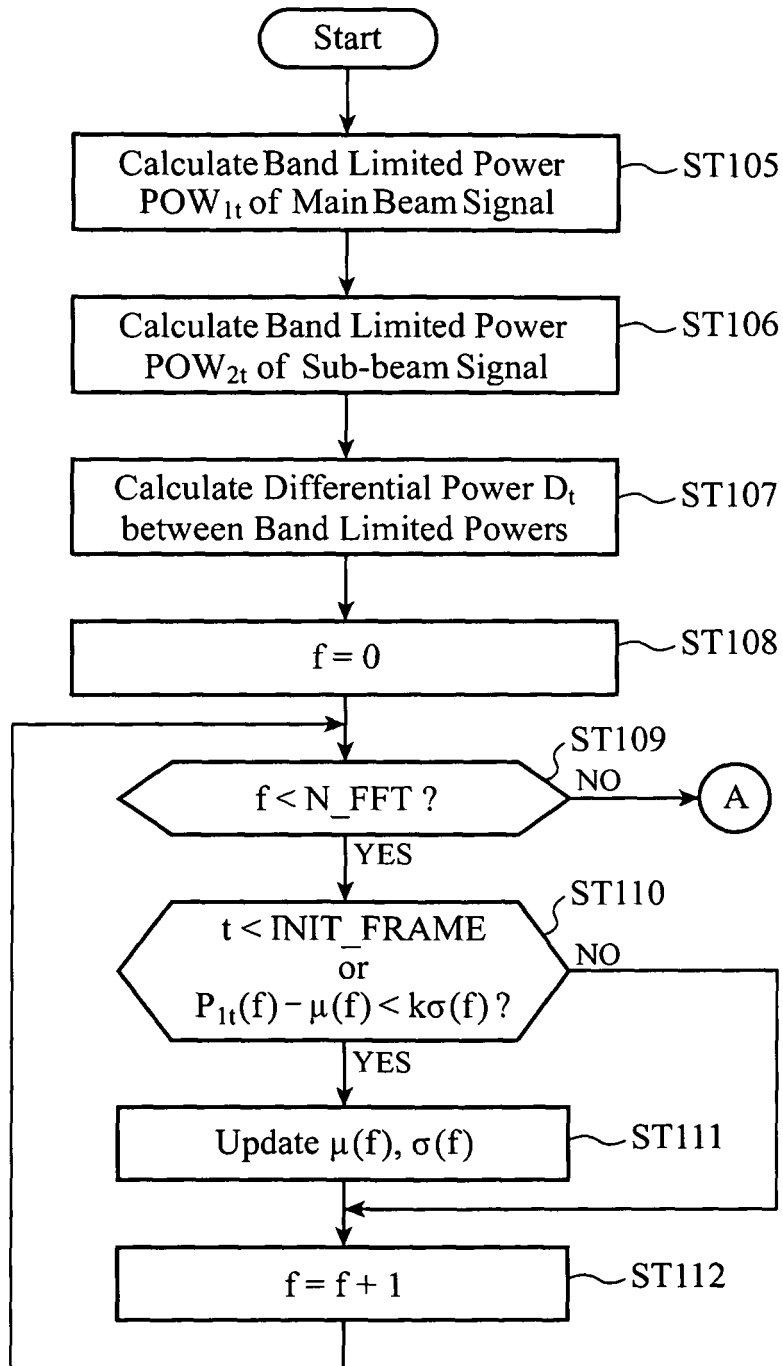 Start
Calculate Band Limited Power
POW₁ₜ of Main Beam Signal
ST105
Calculate Band Limited Power
POW₂ₜ of Sub-beam Signal
ST106
Calculate Differential Power Dₜ
between Band Limited Powers
ST107
f = 0
ST108
ST109
f < N_FFT ?
NO
A
YES
ST110
t < INIT_FRAME
or
P₁ₜ(f) − μ(f) < kσ(f) ?
NO
YES
Update μ(f), σ(f)
ST111
f = f + 1
ST112